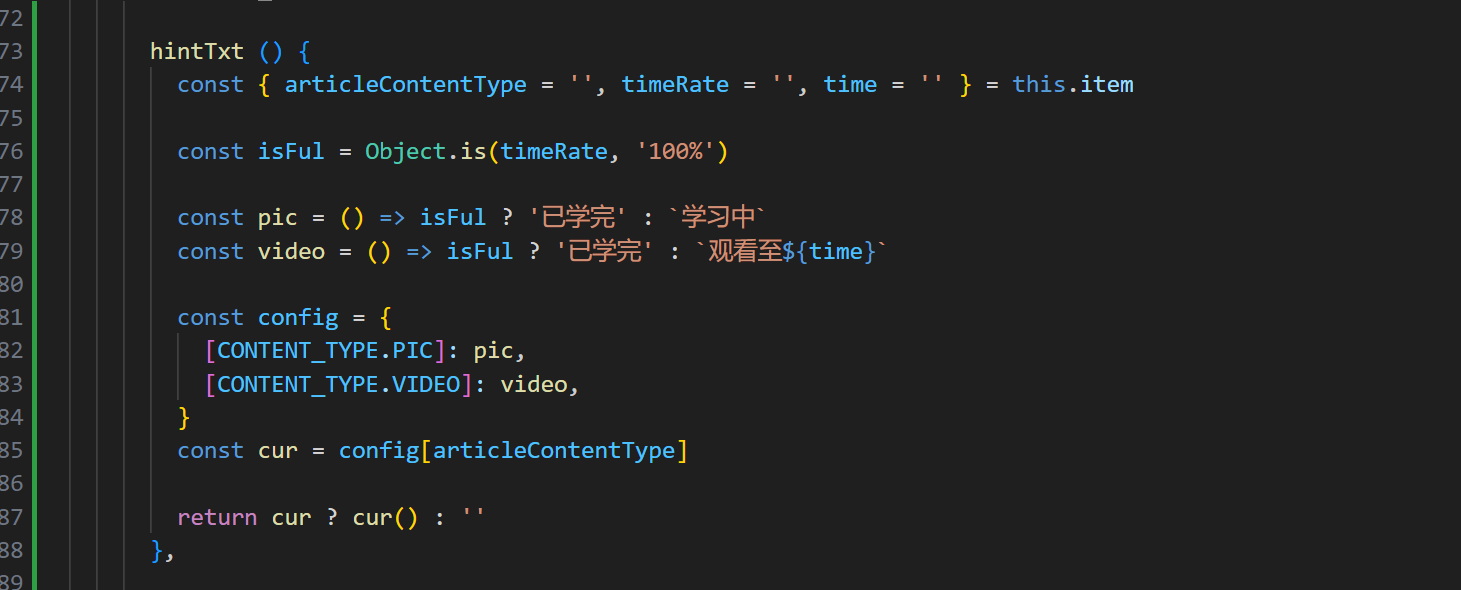 72
73 hintTxt () {
74 const { articleContentType = '', timeRate = '', time = '' } = this.item
75
76 const isFul = Object.is(timeRate, '100%')
77
78 const pic = () => isFul ? '已学完' : `学习中`
79 const video = () => isFul ? '已学完' : `观看至${time}`
80
81 const config = {
82 [CONTENT_TYPE.PIC]: pic,
83 [CONTENT_TYPE.VIDEO]: video,
84 }
85 const cur = config[articleContentType]
86
87 return cur ? cur() : ''
88 },
89